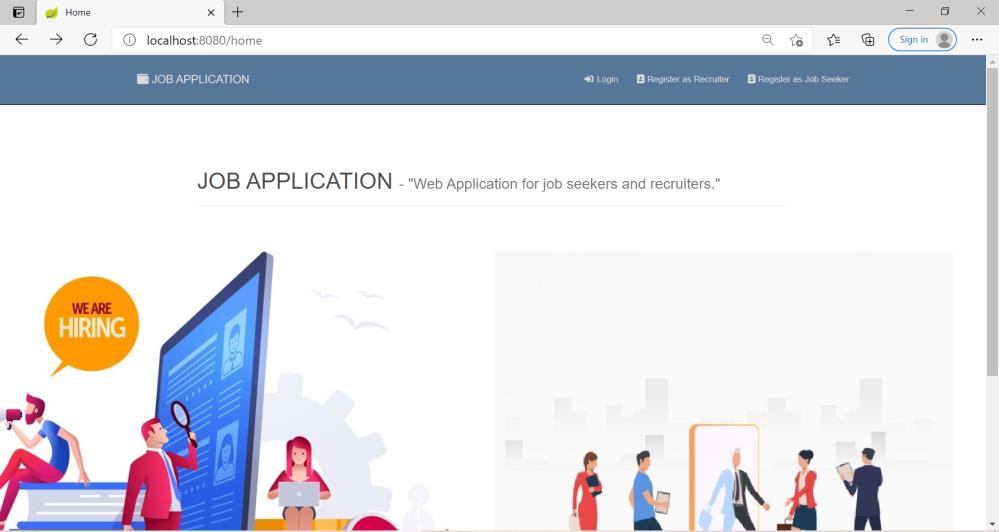 Home
localhost:8080/home
Sign in
JOB APPLICATION
Login
Register as Recruiter
Register as Job Seeker
JOB APPLICATION - "Web Application for job seekers and recruiters."
WE ARE
HIRING